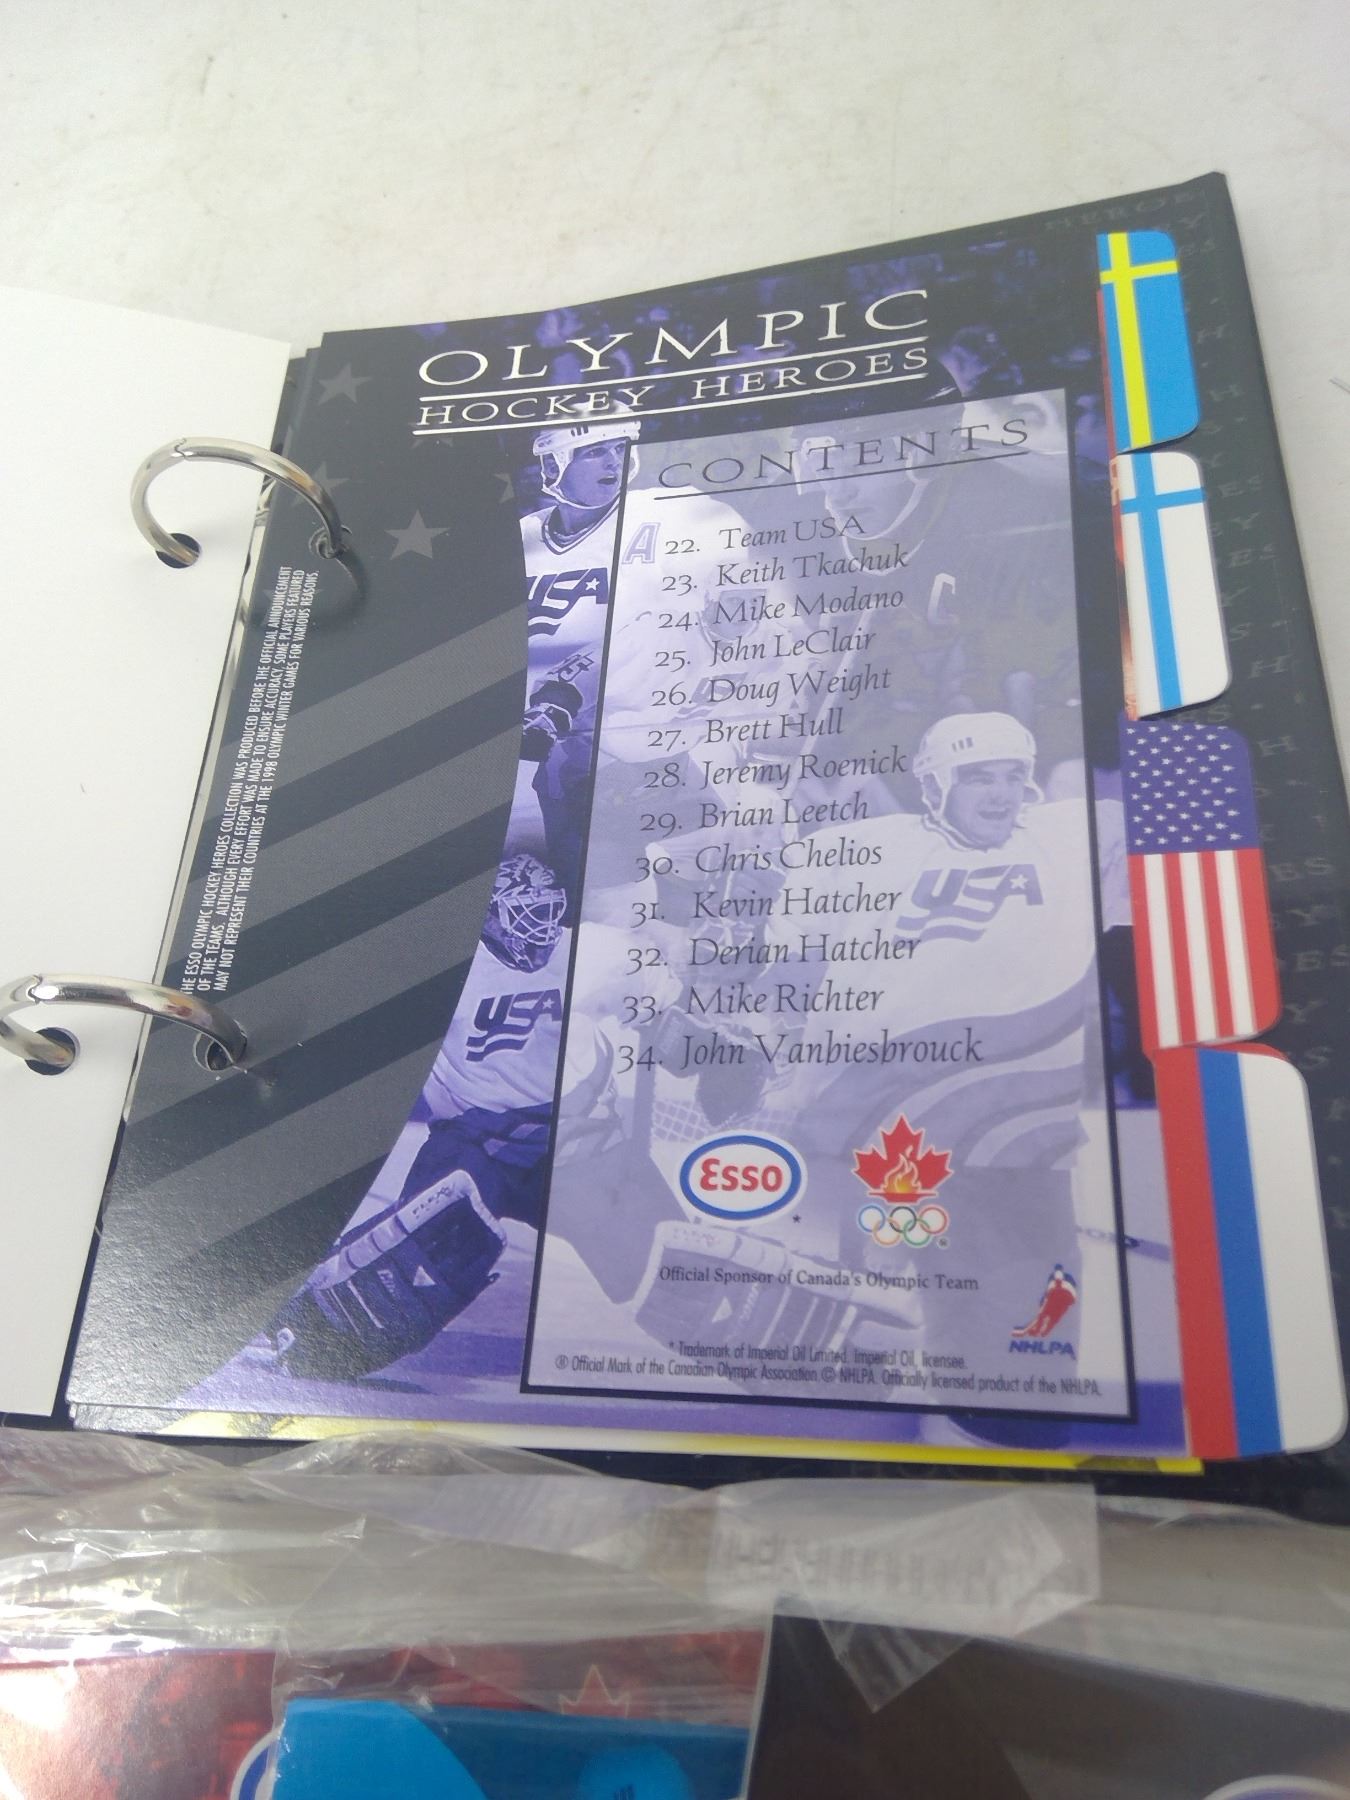 OLYMPIC
HOCKEY HEROES
CONTENTS
22. Team USA
23. Keith Tkachuk
24. Mike Modano
25. John LeClair
26. Doug Weight
27. Brett Hull
28. Jeremy Roenick
29. Brian Leetch
30. Chris Chelios
31. Kevin Hatcher
32. Derian Hatcher
33. Mike Richter
34. John Vanbiesbrouck
Esso
*
®
Official Sponsor of Canada's Olympic Team
NHLPA
* Trademark of Imperial Oil Limited. Imperial Oil, licensee.
® Official Mark of the Canadian Olympic Association. © NHLPA. Officially licensed product of the NHLPA.
THE ESSO OLYMPIC HOCKEY HEROES COLLECTION WAS PRODUCED BEFORE THE OFFICIAL ANNOUNCEMENT
OF THE TEAMS. ALTHOUGH EVERY EFFORT WAS MADE TO ENSURE ACCURACY, SOME PLAYERS FEATURED
MAY NOT REPRESENT THEIR COUNTRIES AT THE 1998 OLYMPIC WINTER GAMES FOR VARIOUS REASONS.
A
USA
USA
USA
C
HEROES